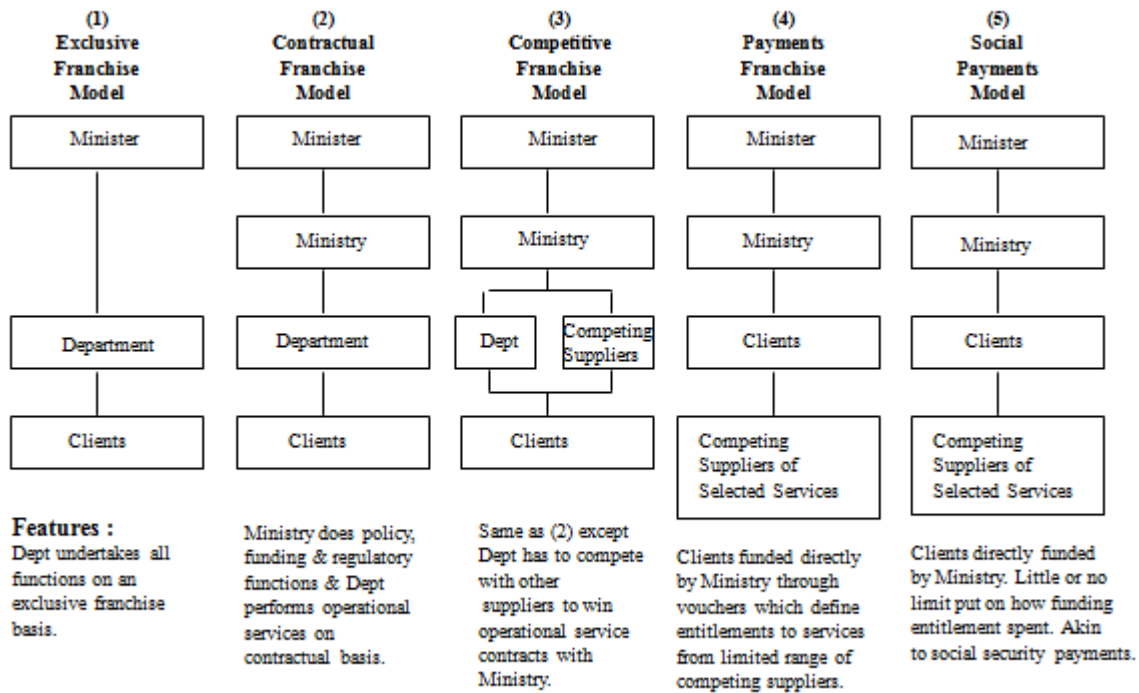 (1)
Exclusive
Franchise
Model
Minister
Department
Clients
Features :
Dept undertakes all
functions on an
exclusive franchise
basis.
(2)
Contractual
Franchise
Model
Minister
Ministry
Department
Clients
Ministry does policy,
funding & regulatory
functions & Dept
performs operational
services on
contractual basis.
(3)
Competitive
Franchise
Model
Minister
Ministry
Dept
Competing
Suppliers
Clients
Same as (2) except
Dept has to compete
with other
suppliers to win
operational service
contracts with
Ministry.
(4)
Payments
Franchise
Model
Minister
Ministry
Clients
Competing
Suppliers of
Selected Services
Clients funded directly
by Ministry through
vouchers which define
entitlements to services
from limited range of
competing suppliers.
(5)
Social
Payments
Model
Minister
Ministry
Clients
Competing
Suppliers of
Selected Services
Clients directly funded
by Ministry. Little or no
limit put on how funding
entitlement spent. Akin
to social security payments.